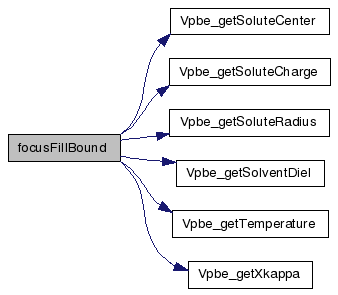 Vpbe_getSoluteCenter
Vpbe_getSoluteCharge
Vpbe_getSoluteRadius
focusFillBound
Vpbe_getSolventDiel
Vpbe_getTemperature
Vpbe_getXkappa